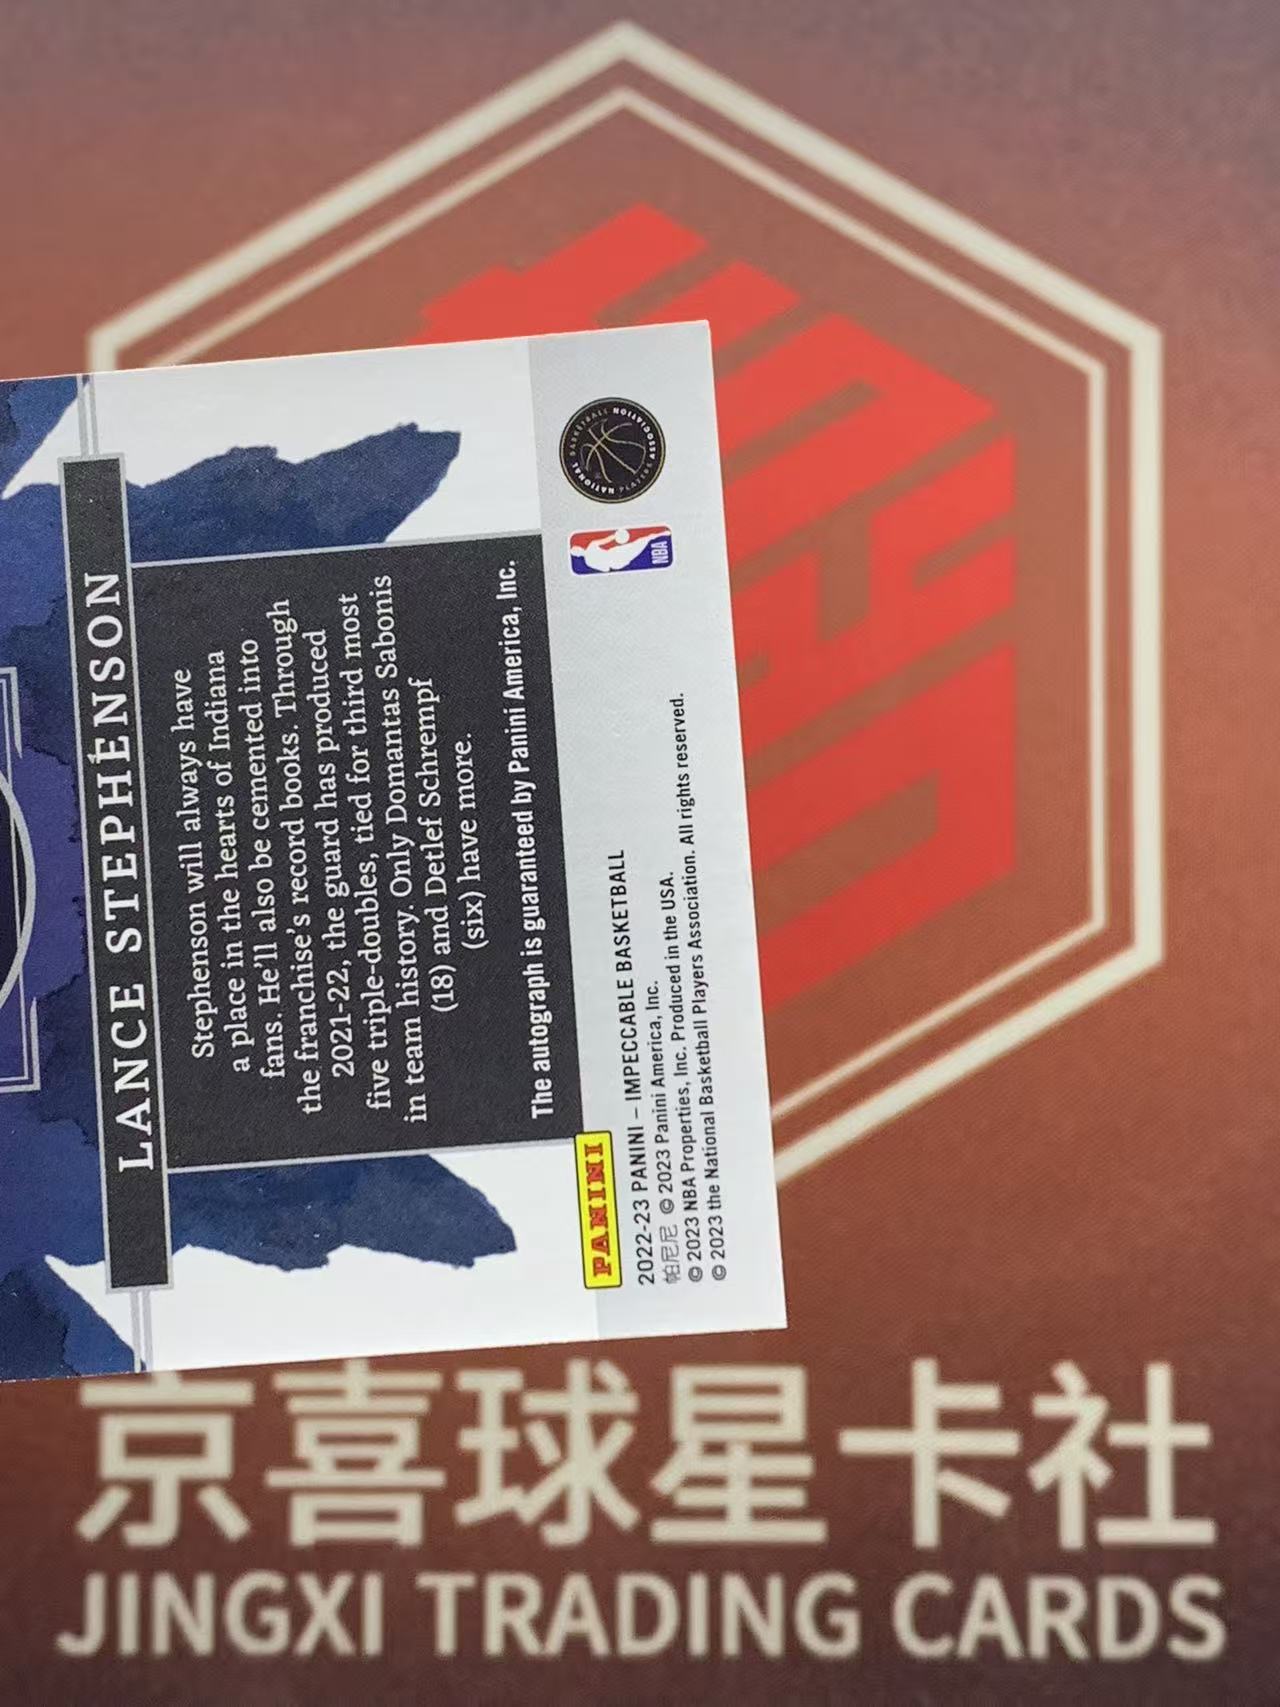 LANCE STEPHENSON
Stephenson will always have
a place in the hearts of Indiana
fans. He'll also be cemented into
the franchise's record books. Through
2021-22, the guard has produced
five triple-doubles, tied for third most
in team history. Only Domantas Sabonis
(18) and Detlef Schrempf
(six) have more.
The autograph is guaranteed by Panini America, Inc.
PANINI
NATIONAL BASKETBALL PLAYERS ASSOCIATION
NBA
2022-23 PANINI – IMPECCABLE BASKETBALL
帕尼尼 © 2023 Panini America, Inc.
© 2023 NBA Properties, Inc. Produced in the USA.
© 2023 the National Basketball Players Association. All rights reserved.
京喜球星卡社
JINGXI TRADING CARDS